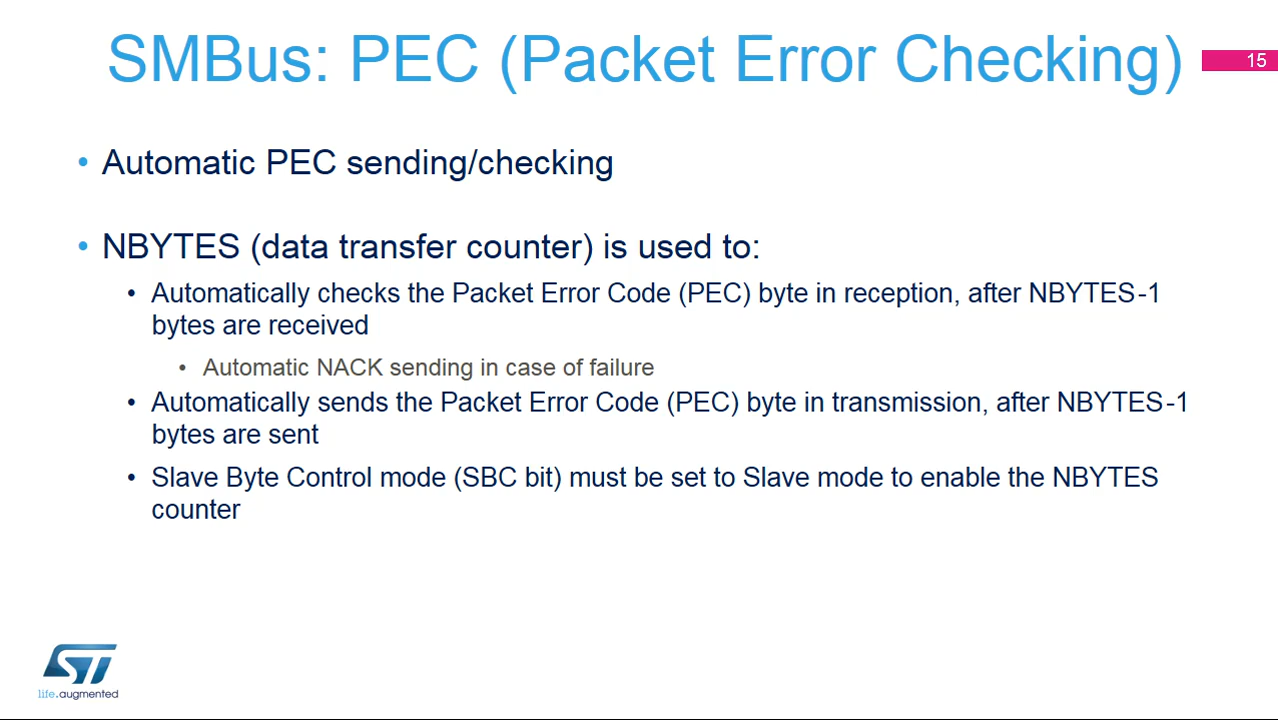 SMBus: PEC (Packet Error Checking)
15
• Automatic PEC sending/checking
• NBYTES (data transfer counter) is used to:
• Automatically checks the Packet Error Code (PEC) byte in reception, after NBYTES-1
bytes are received
• Automatic NACK sending in case of failure
• Automatically sends the Packet Error Code (PEC) byte in transmission, after NBYTES-1
bytes are sent
• Slave Byte Control mode (SBC bit) must be set to Slave mode to enable the NBYTES
counter
ST
life.augmented